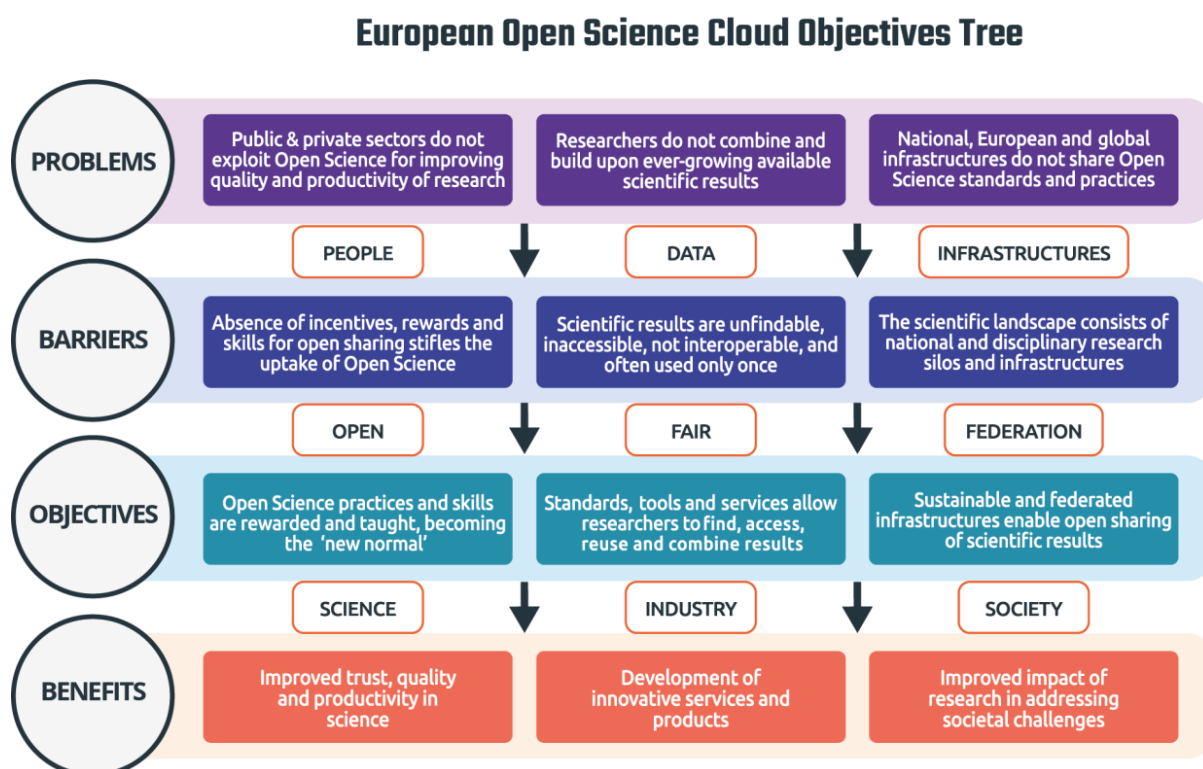 European Open Science Cloud Objectives Tree
PROBLEMS
Public & private sectors do not
exploit Open Science for improving
quality and productivity of research
Researchers do not combine and
build upon ever-growing available
scientific results
National, European and global
infrastructures do not share Open
Science standards and practices
PEOPLE
DATA
INFRASTRUCTURES
BARRIERS
Absence of incentives, rewards and
skills for open sharing stifles the
uptake of Open Science
Scientific results are unfindable,
inaccessible, not interoperable, and
often used only once
The scientific landscape consists of
national and disciplinary research
silos and infrastructures
OPEN
FAIR
FEDERATION
OBJECTIVES
Open Science practices and skills
are rewarded and taught, becoming
the ‘new normal’
Standards, tools and services allow
researchers to find, access,
reuse and combine results
Sustainable and federated
infrastructures enable open sharing
of scientific results
SCIENCE
INDUSTRY
SOCIETY
BENEFITS
Improved trust, quality
and productivity in
science
Development of
innovative services and
products
Improved impact of
research in addressing
societal challenges